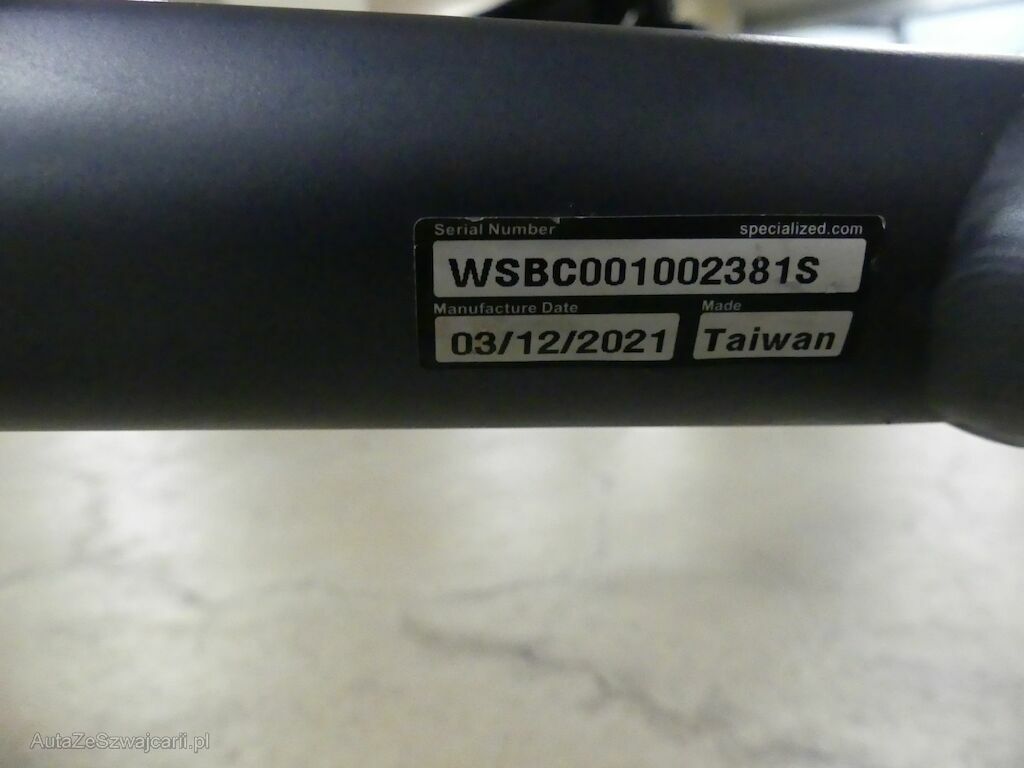 Serial Number specialized.com
WSBC001002381S
Manufacture Date Made
03/12/2021 Taiwan
AutaZeSzwajcarii.pl